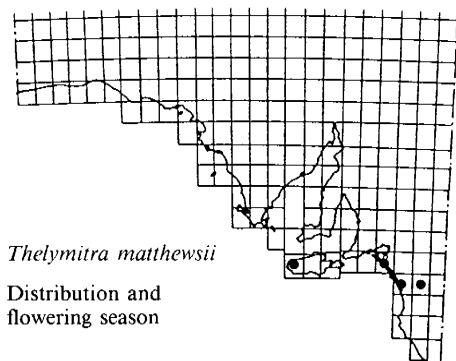 Thelymitra matthewsii
Distribution and
flowering season